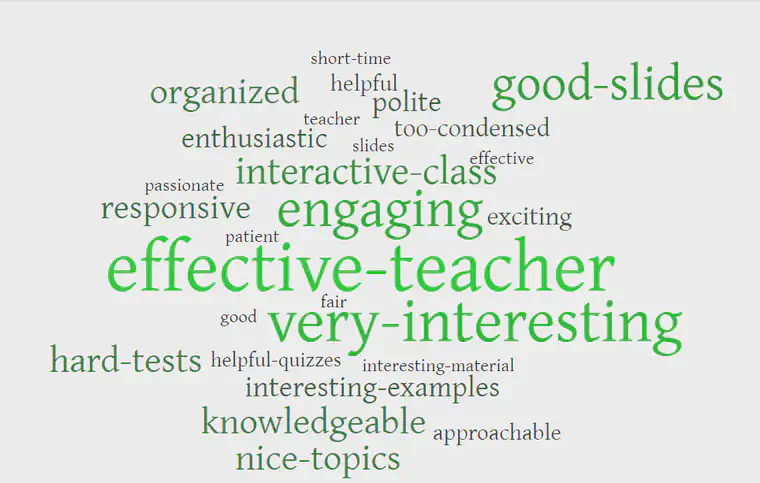 short-time
good-slides
organized
helpful
polite
teacher
too-condensed
enthusiastic
slides
effective
interactive-class
passionate
responsive
engaging
exciting
patient
effective-teacher
fair
good
very-interesting
hard-tests
helpful-quizzes
interesting-material
interesting-examples
knowledgeable
approachable
nice-topics